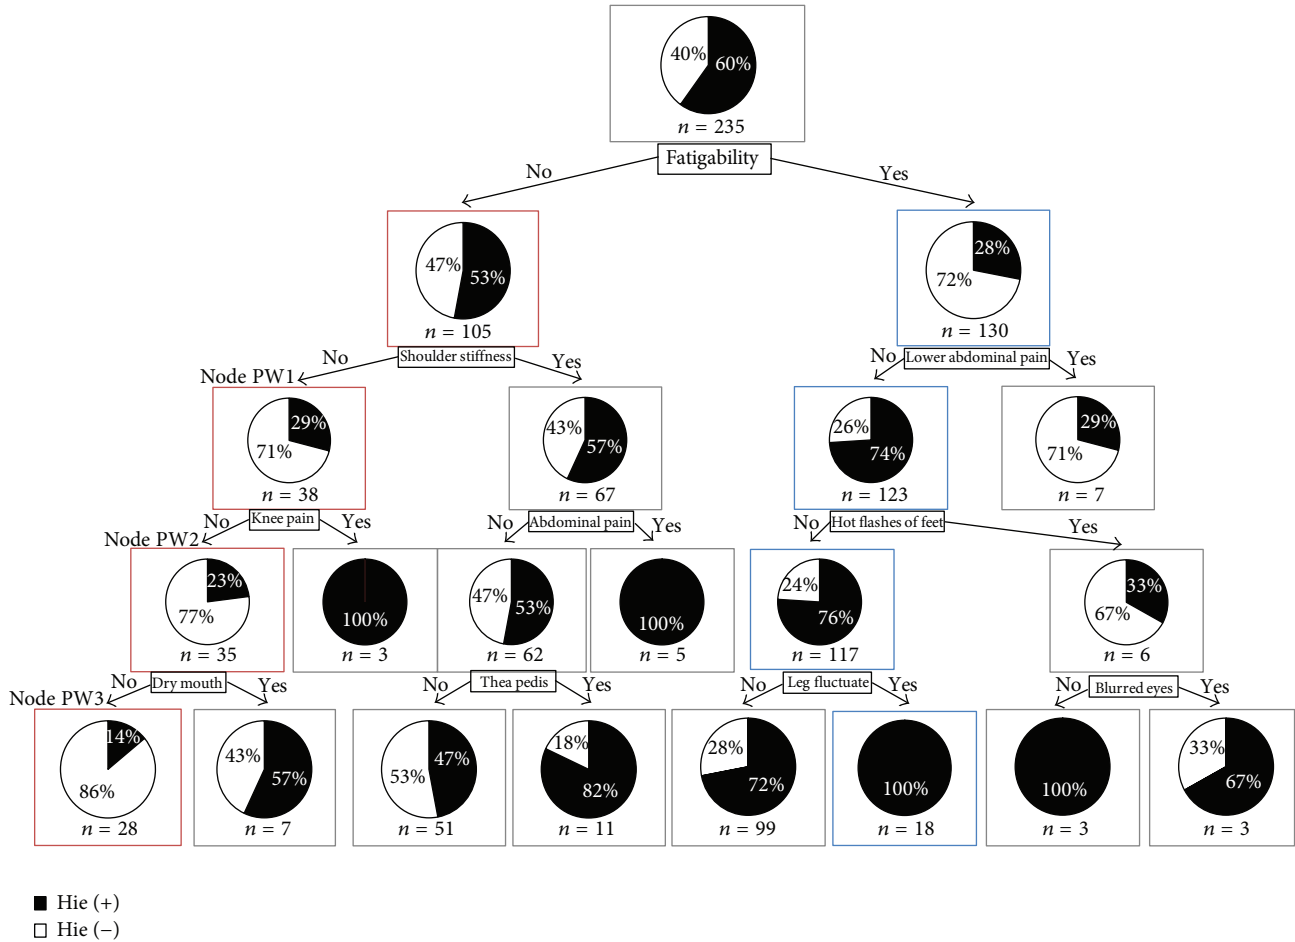 40%
60%
n = 235
Fatigability
No
Yes
47%
53%
n = 105
28%
72%
n = 130
No
Shoulder stiffness
Yes
No
Lower abdominal pain
Yes
Node PW1
29%
71%
n = 38
43%
57%
n = 67
26%
74%
n = 123
29%
71%
n = 7
No
Knee pain
Yes
No
Abdominal pain
Yes
No
Hot flashes of feet
Yes
Node PW2
23%
77%
n = 35
100%
n = 3
47%
53%
n = 62
100%
n = 5
24%
76%
n = 117
33%
67%
n = 6
No
Dry mouth
Yes
No
Thea pedis
Yes
No
Leg fluctuate
Yes
No
Blurred eyes
Yes
Node PW3
14%
86%
n = 28
43%
57%
n = 7
47%
53%
n = 51
18%
82%
n = 11
28%
72%
n = 99
100%
n = 18
100%
n = 3
33%
67%
n = 3
Hie (+)
Hie (−)